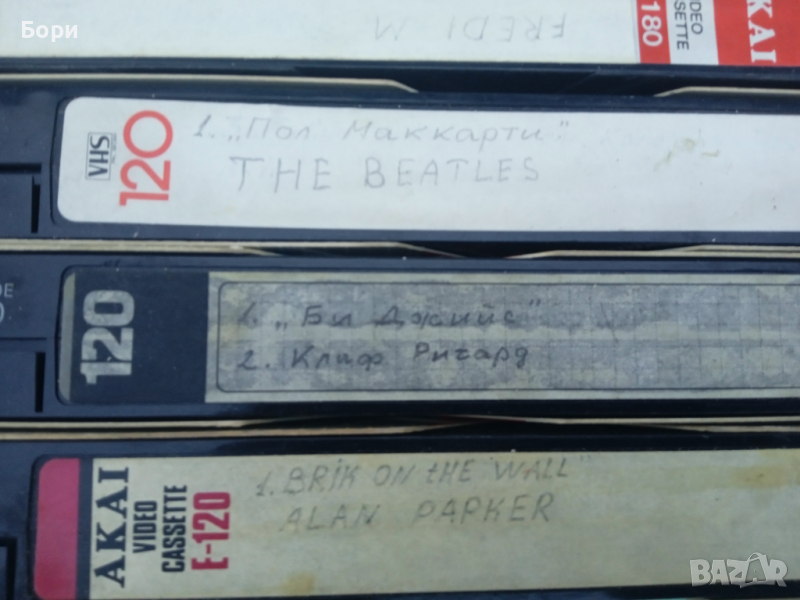 Бори
FREDI M
VIDEO
CASSETTE
180
AKAI
VHS
120
1. „Пол Маккарти"
THE BEATLES
120
1. „Би Джийс"
2. Клиф Ричард
AKAI
VIDEO
CASSETTE
E-120
1. BRIK ON tHE WALL"
ALAN PAPKER
BAZAR